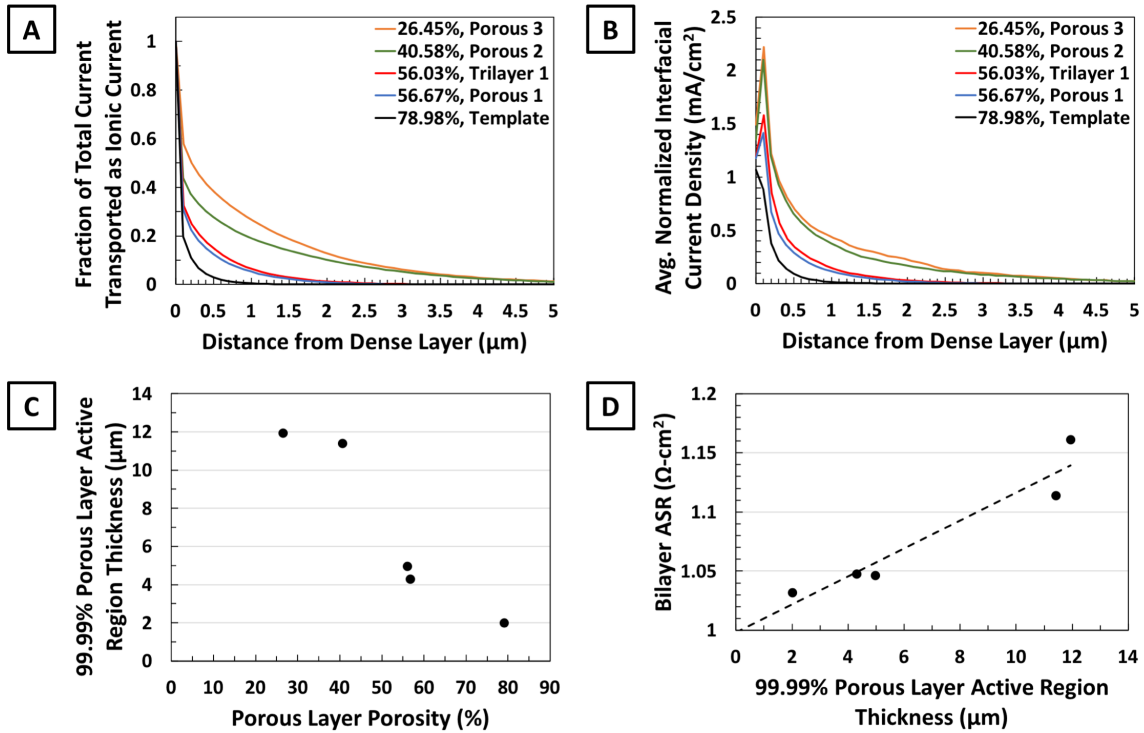 A
Fraction of Total Current
Transported as Ionic Current
1
0.8
0.6
0.4
0.2
0
26.45%, Porous 3
40.58%, Porous 2
56.03%, Trilayer 1
56.67%, Porous 1
78.98%, Template
0 0.5 1 1.5 2 2.5 3 3.5 4 4.5 5
Distance from Dense Layer (μm)
B
Avg. Normalized Interfacial
Current Density (mA/cm²)
2.5
2
1.5
1
0.5
0
26.45%, Porous 3
40.58%, Porous 2
56.03%, Trilayer 1
56.67%, Porous 1
78.98%, Template
0 0.5 1 1.5 2 2.5 3 3.5 4 4.5 5
Distance from Dense Layer (μm)
C
99.99% Porous Layer Active
Region Thickness (μm)
14
12
10
8
6
4
2
0
0 10 20 30 40 50 60 70 80 90
Porous Layer Porosity (%)
D
Bilayer ASR (Ω-cm²)
1.2
1.15
1.1
1.05
1
0 2 4 6 8 10 12 14
99.99% Porous Layer Active Region
Thickness (μm)